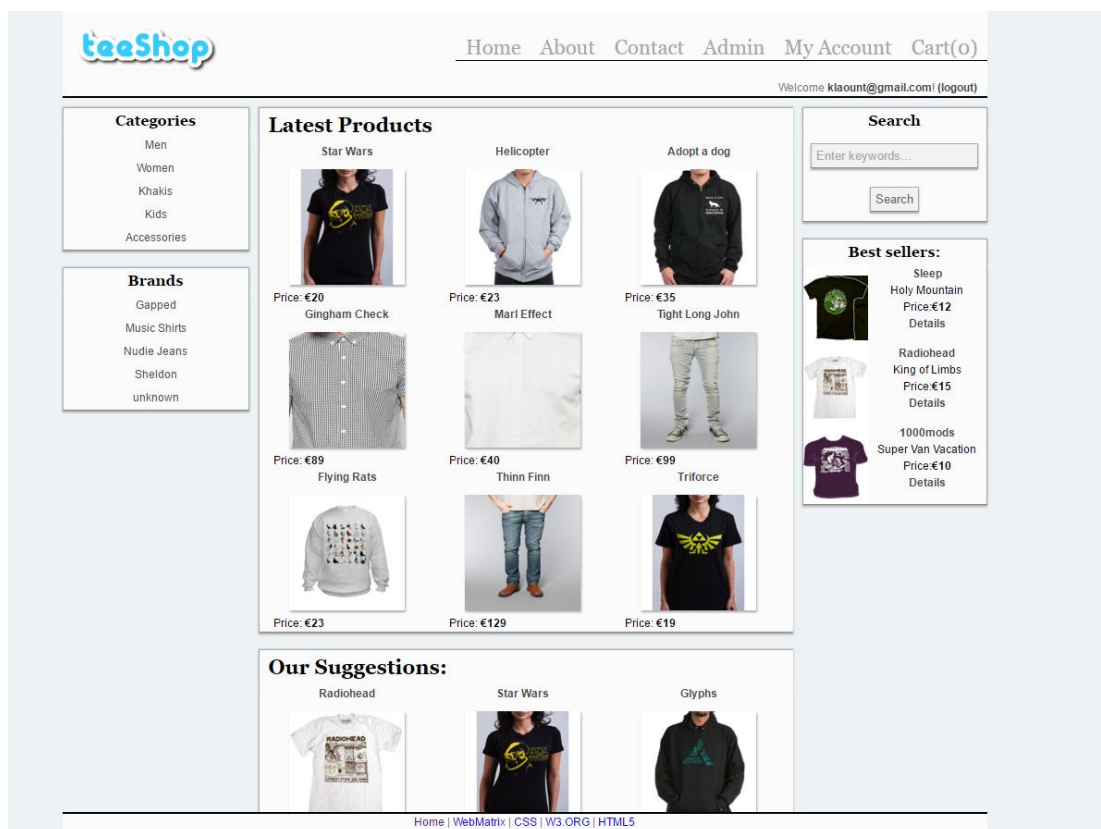 teeShop
Home About Contact Admin My Account Cart(0)
Welcome klaount@gmail.com! (logout)
Categories
Men
Women
Khakis
Kids
Accessories
Brands
Gapped
Music Shirts
Nudie Jeans
Sheldon
unknown
Latest Products
Star Wars Helicopter Adopt a dog
Price: €20 Price: €23 Price: €35
Gingham Check Marl Effect Tight Long John
Price: €89 Price: €40 Price: €99
Flying Rats Thinn Finn Triforce
Price: €23 Price: €129 Price: €19
Our Suggestions:
Radiohead Star Wars Glyphs
RADIOHEAD
Search
Enter keywords...
Search
Best sellers:
Sleep
Holy Mountain
Price:€12
Details
Radiohead
King of Limbs
Price:€15
Details
1000mods
Super Van Vacation
Price:€10
Details
Home | WebMatrix | CSS | W3.ORG | HTML5